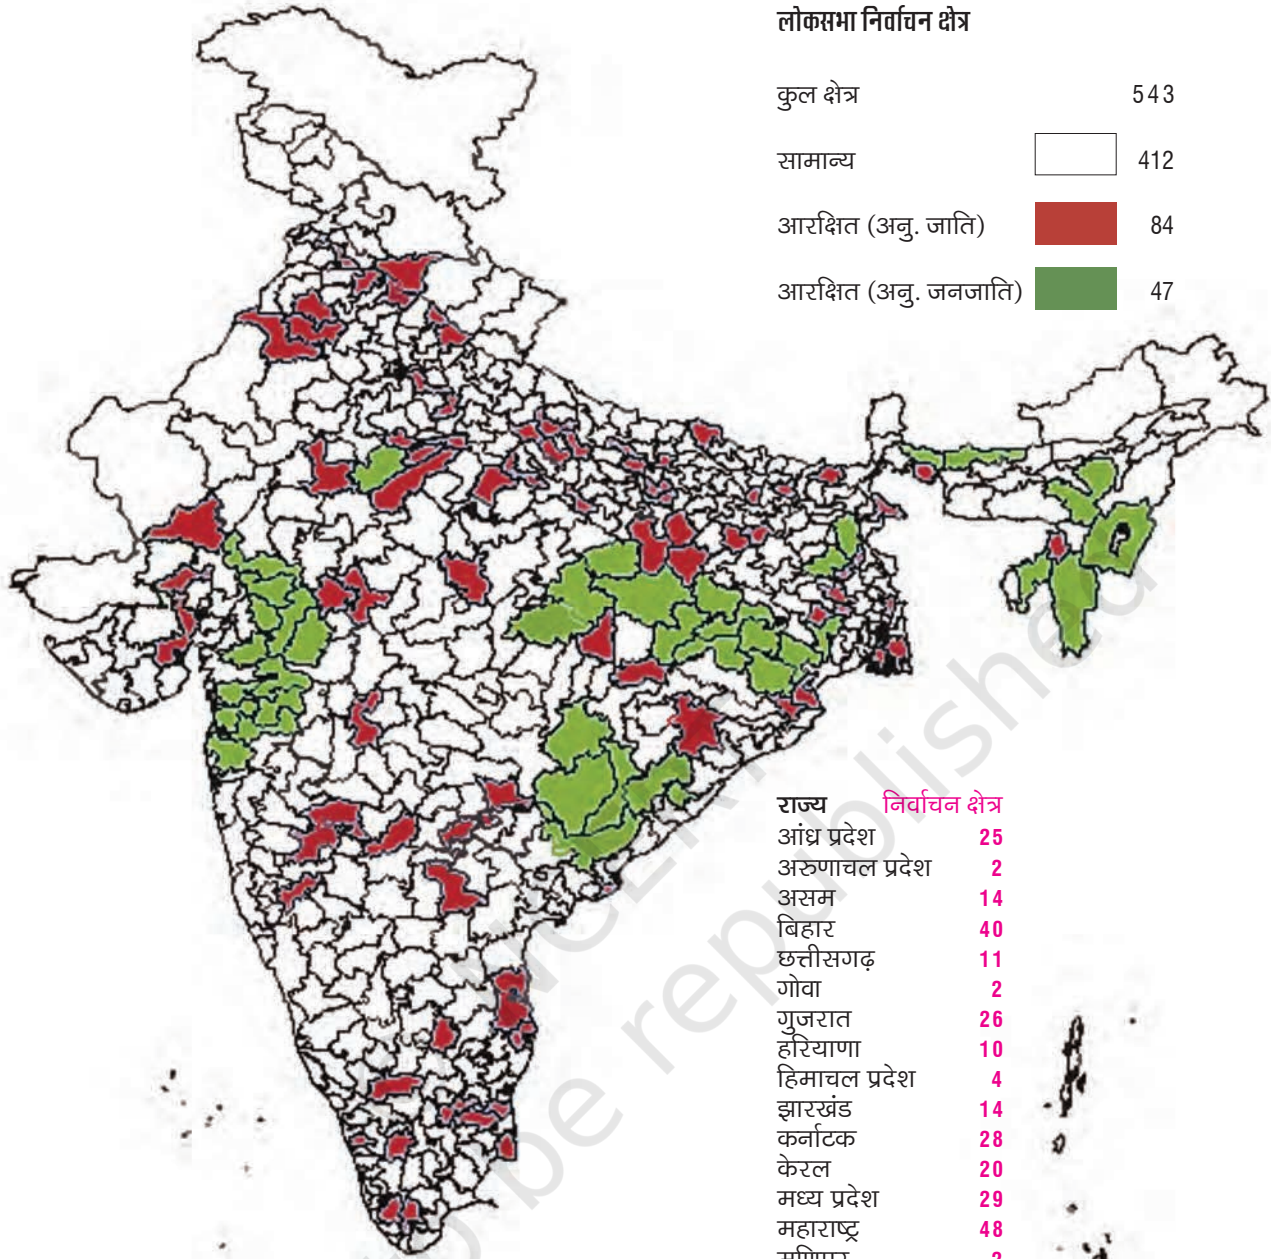 लोकसभा निर्वाचन क्षेत्र
कुल क्षेत्र 543
सामान्य 412
आरक्षित (अनु. जाति) 84
आरक्षित (अनु. जनजाति) 47
राज्य निर्वाचन क्षेत्र
आंध्र प्रदेश 25
अरुणाचल प्रदेश 2
असम 14
बिहार 40
छत्तीसगढ़ 11
गोवा 2
गुजरात 26
हरियाणा 10
हिमाचल प्रदेश 4
झारखंड 14
कर्नाटक 28
केरल 20
मध्य प्रदेश 29
महाराष्ट्र 48
be republished